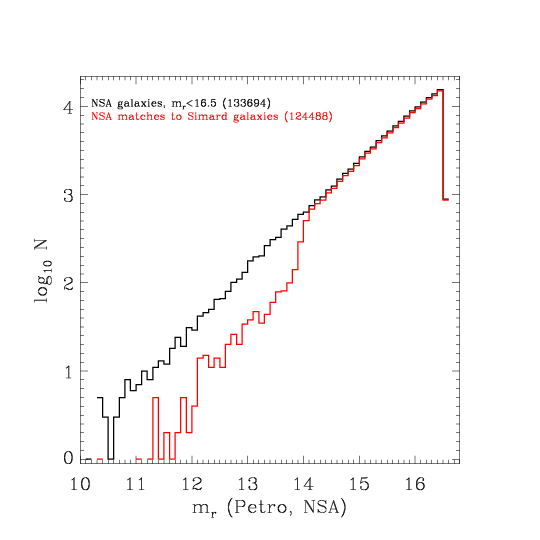 NSA galaxies, m_r<16.5 (133694)
NSA matches to Simard galaxies (124488)
4
3
2
1
0
log10 N
10 11 12 13 14 15 16
m_r (Petro, NSA)